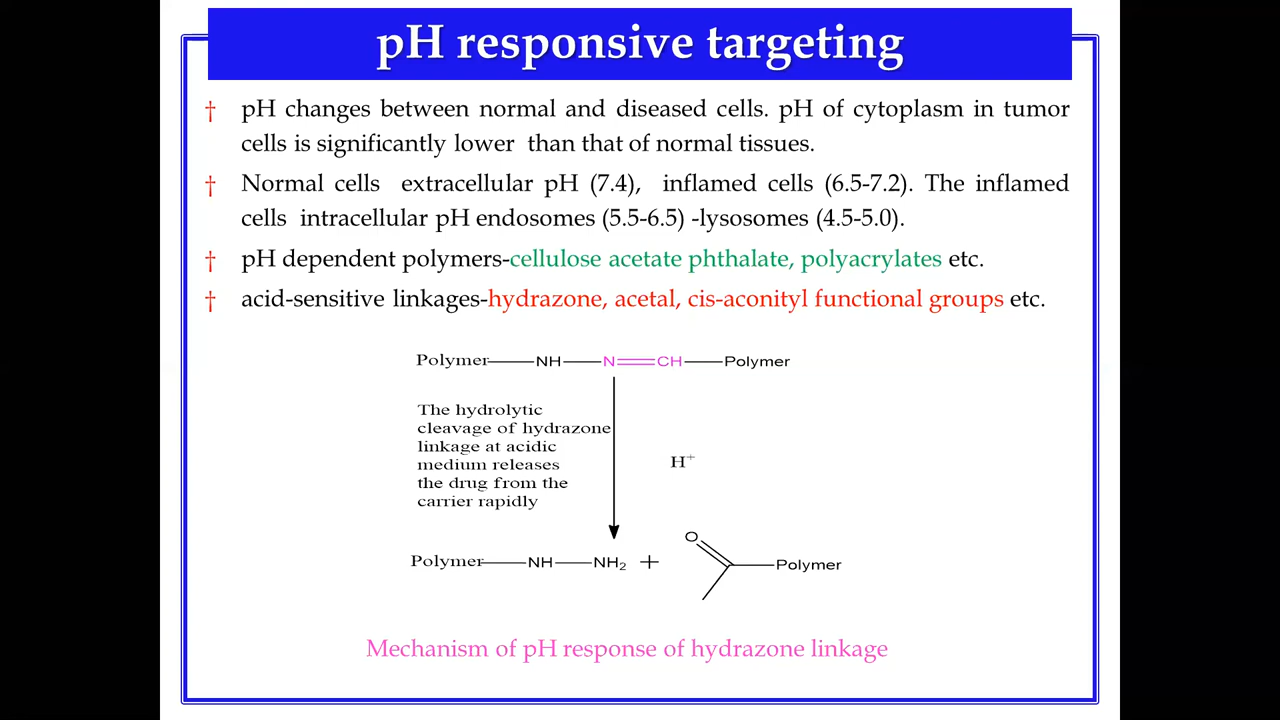 pH responsive targeting
† pH changes between normal and diseased cells. pH of cytoplasm in tumor
cells is significantly lower than that of normal tissues.
† Normal cells extracellular pH (7.4), inflamed cells (6.5-7.2). The inflamed
cells intracellular pH endosomes (5.5-6.5) -lysosomes (4.5-5.0).
† pH dependent polymers-cellulose acetate phthalate, polyacrylates etc.
† acid-sensitive linkages-hydrazone, acetal, cis-aconityl functional groups etc.
Polymer NH N CH Polymer
The hydrolytic
cleavage of hydrazone
linkage at acidic
medium releases
the drug from the
carrier rapidly
H⁺
Polymer NH NH₂ + O Polymer
Mechanism of pH response of hydrazone linkage